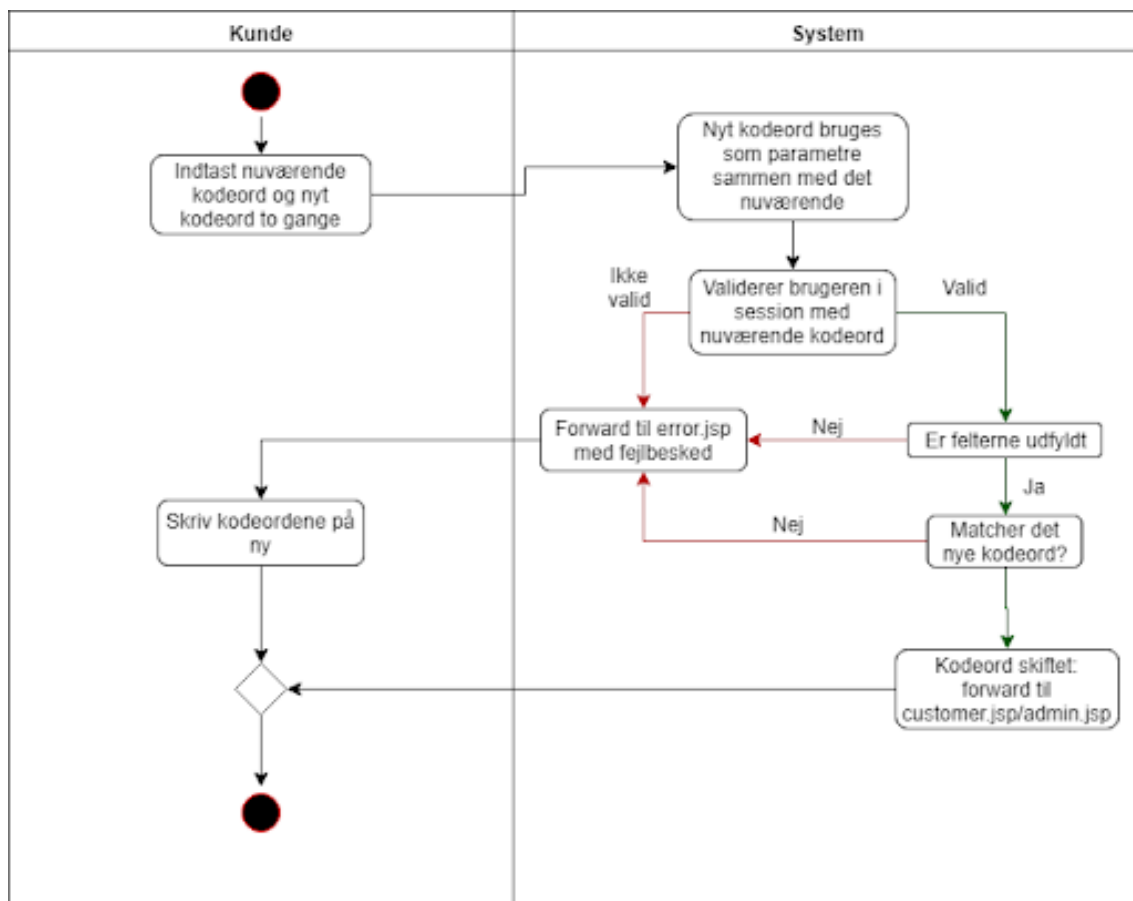 Kunde
System
Indtast nuværende
kodeord og nyt
kodeord to gange
Nyt kodeord bruges
som parametre
sammen med det
nuværende
Validerer brugeren i
session med
nuværende kodeord
Ikke
valid
Valid
Forward til error.jsp
med fejlbesked
Nej
Er felterne udfyldt
Ja
Skriv kodeordene på
ny
Nej
Matcher det
nye kodeord?
Kodeord skiftet:
forward til
customer.jsp/admin.jsp